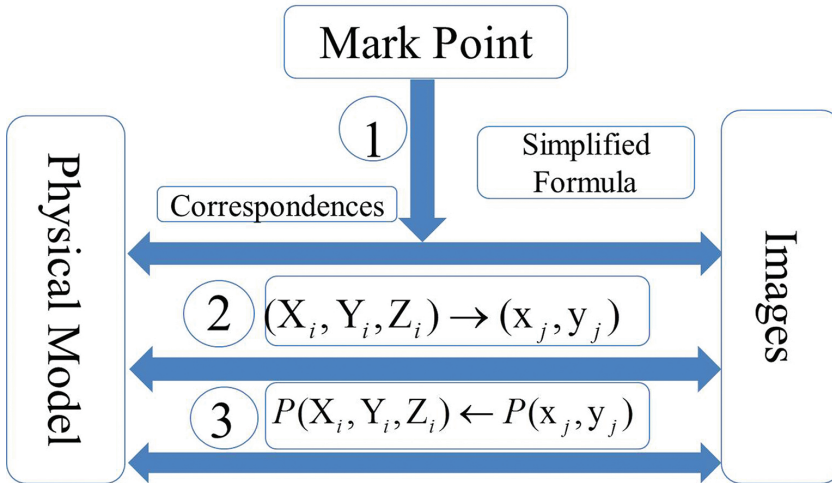 Mark Point
1
Simplified
Formula
Correspondences
Physical Model
Images
2
(X_i, Y_i, Z_i) → (x_j, y_j)
3
P(X_i, Y_i, Z_i) ← P(x_j, y_j)